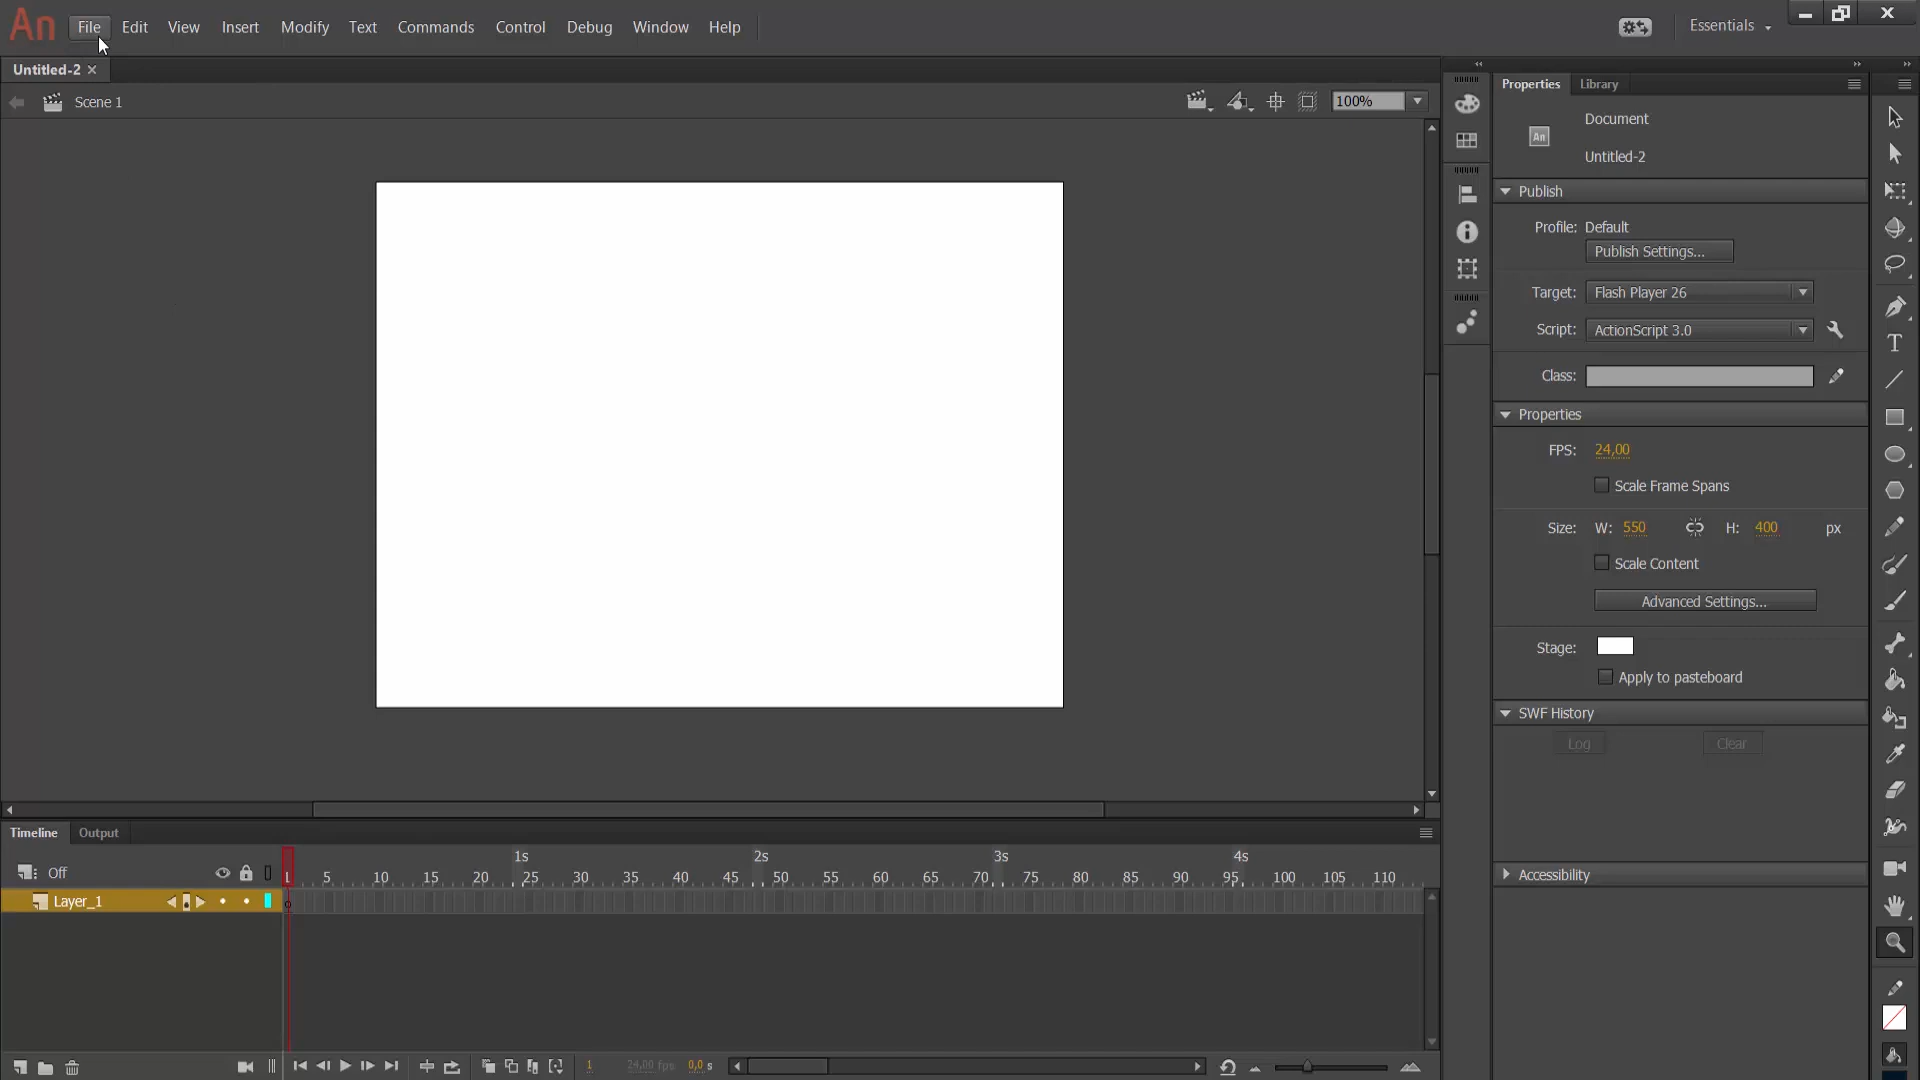 An File Edit View Insert Modify Text Commands Control Debug Window Help Essentials
Untitled-2
Scene 1 100%
Properties Library
An Document
Untitled-2
Publish
Profile: Default
Publish Settings...
Target: Flash Player 26
Script: ActionScript 3.0
Class:
Properties
FPS: 24,00
Scale Frame Spans
Size: W: 550 H: 400 px
Scale Content
Advanced Settings...
Stage:
Apply to pasteboard
SWF History
Log Clear
Accessibility
Timeline Output
1s 2s 3s 4s
Off 1 5 10 15 20 25 30 35 40 45 50 55 60 65 70 75 80 85 90 95 100 105 110
Layer_1
1 24,00 fps 0,0 s